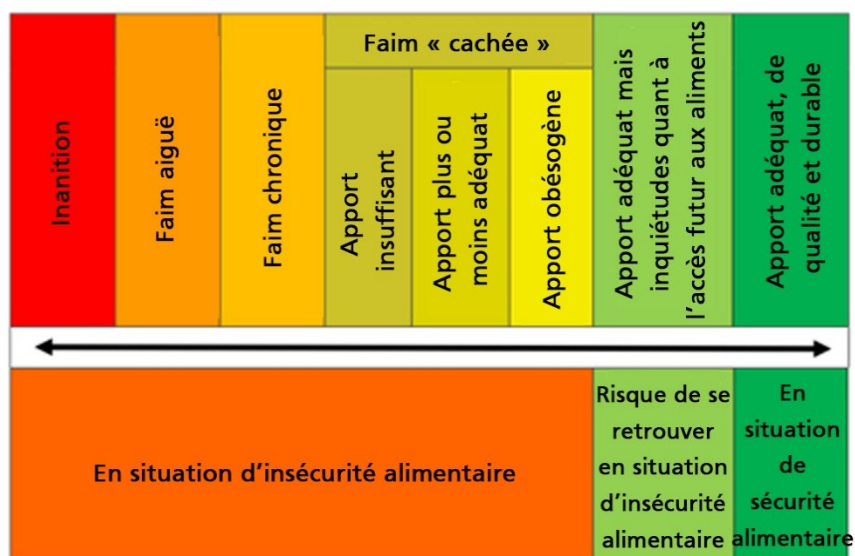 Inanition
Faim aiguë
Faim chronique
Faim « cachée »
Apport
insuffisant
Apport plus ou
moins adéquat
Apport obésogène
Apport adéquat mais
inquiétudes quant à
l’accès futur aux aliments
Apport adéquat, de
qualité et durable
En situation d’insécurité alimentaire
Risque de se
retrouver
en situation
d’insécurité
alimentaire
En
situation
de
sécurité
alimentaire